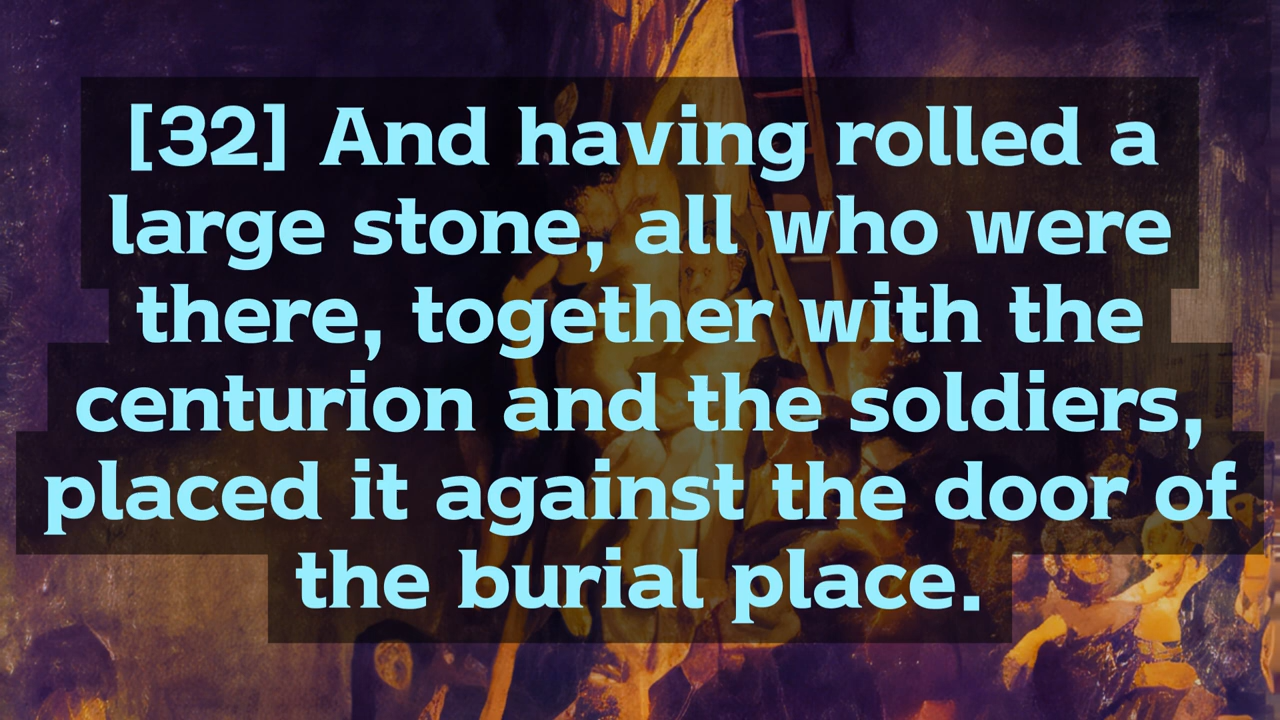 [32] And having rolled a
large stone, all who were
there, together with the
centurion and the soldiers,
placed it against the door of
the burial place.